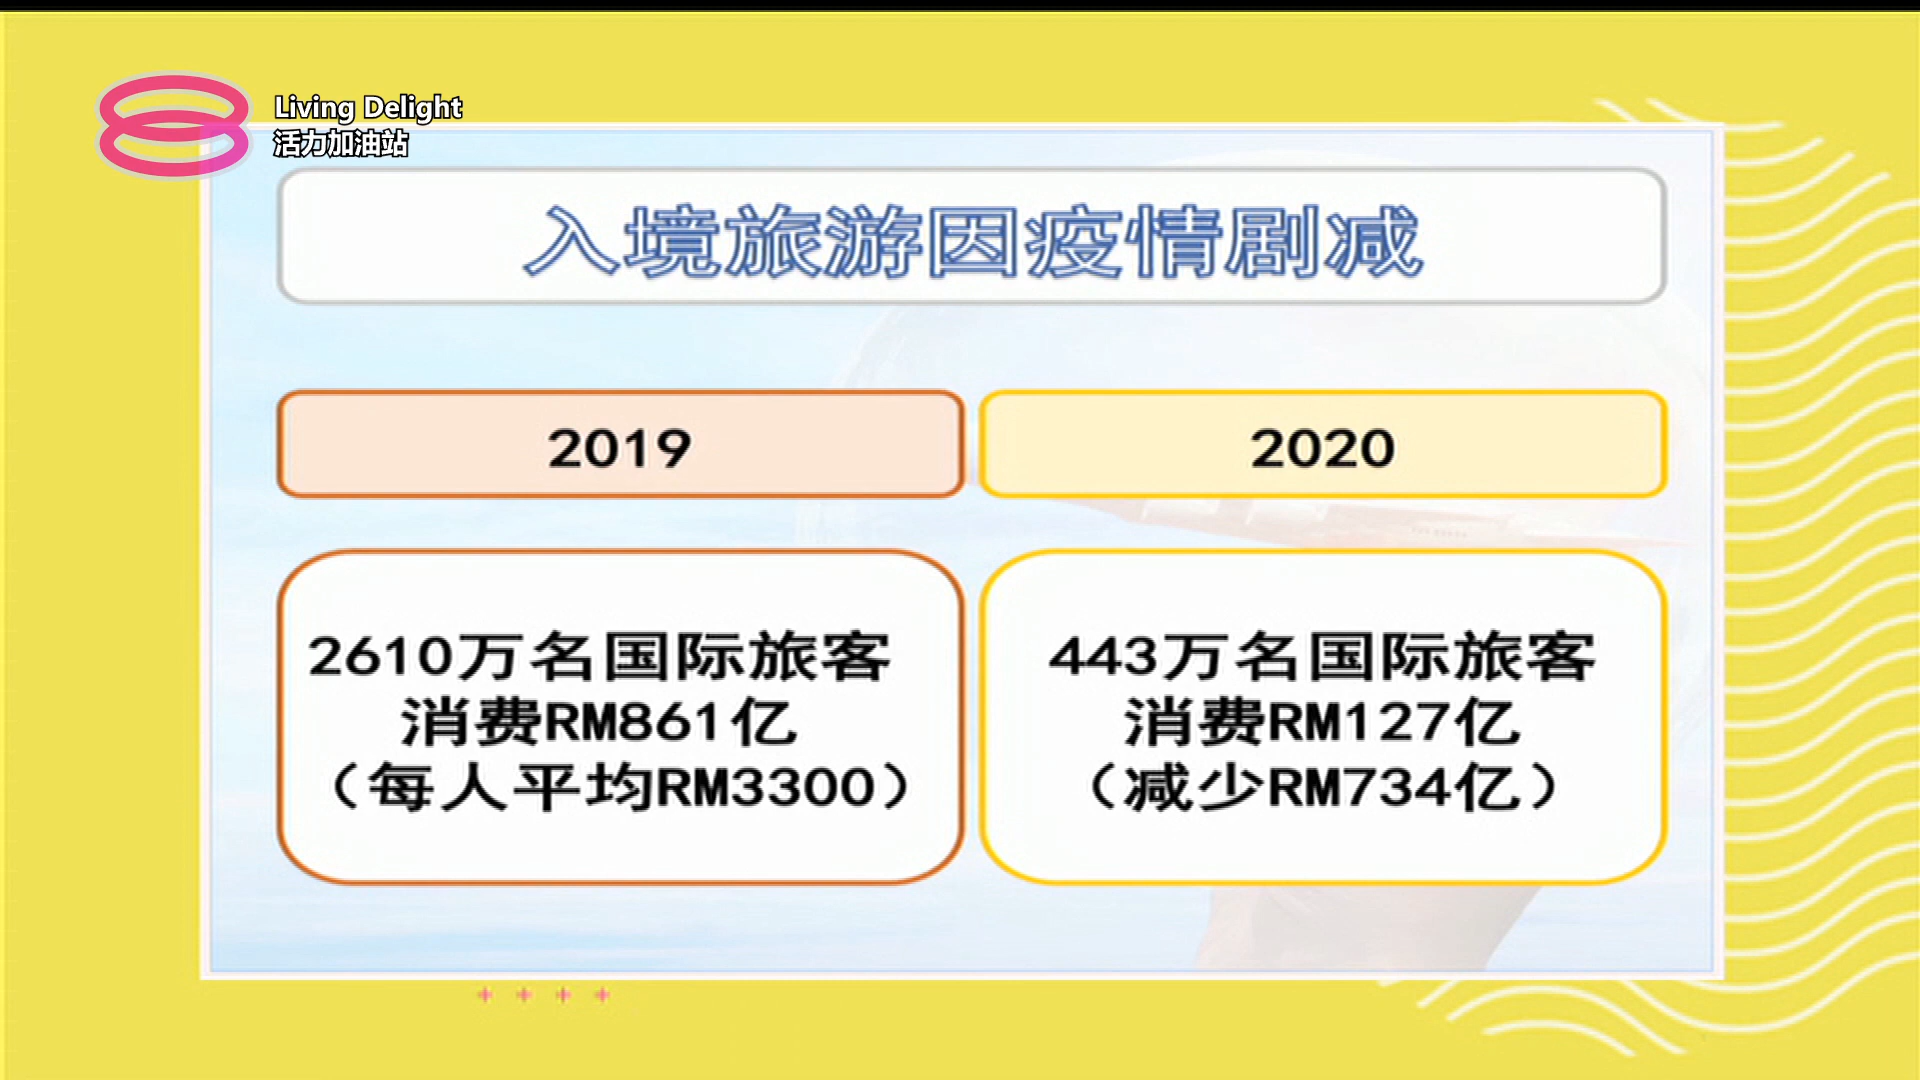 Living Delight
活力加油站
入境旅游因疫情剧减
2019
2020
2610万名国际旅客
消费RM861亿
（每人平均RM3300）
443万名国际旅客
消费RM127亿
（减少RM734亿）